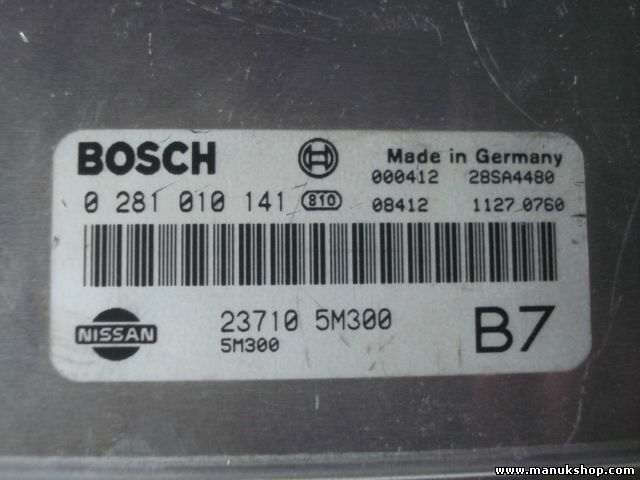 BOSCH
Made in Germany
000412 28SA4480
0 281 010 141 810
08412 1127 0760
NISSAN
23710 5M300
5M300
B7
www.manukshop.com